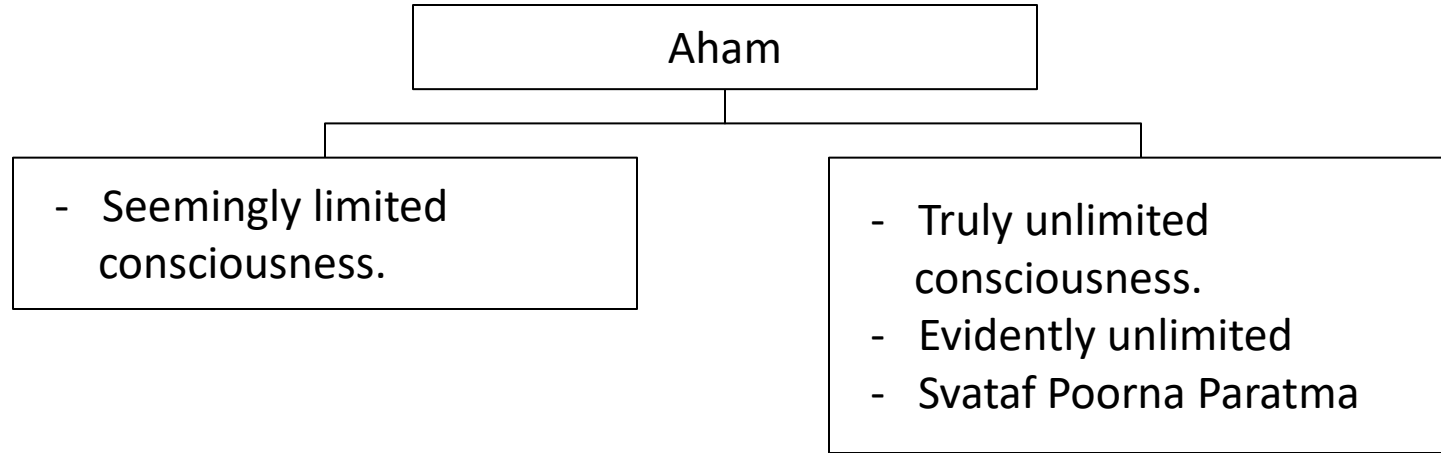 Aham
- Seemingly limited
consciousness.
- Truly unlimited
consciousness.
- Evidently unlimited
- Svataf Poorna Paratma